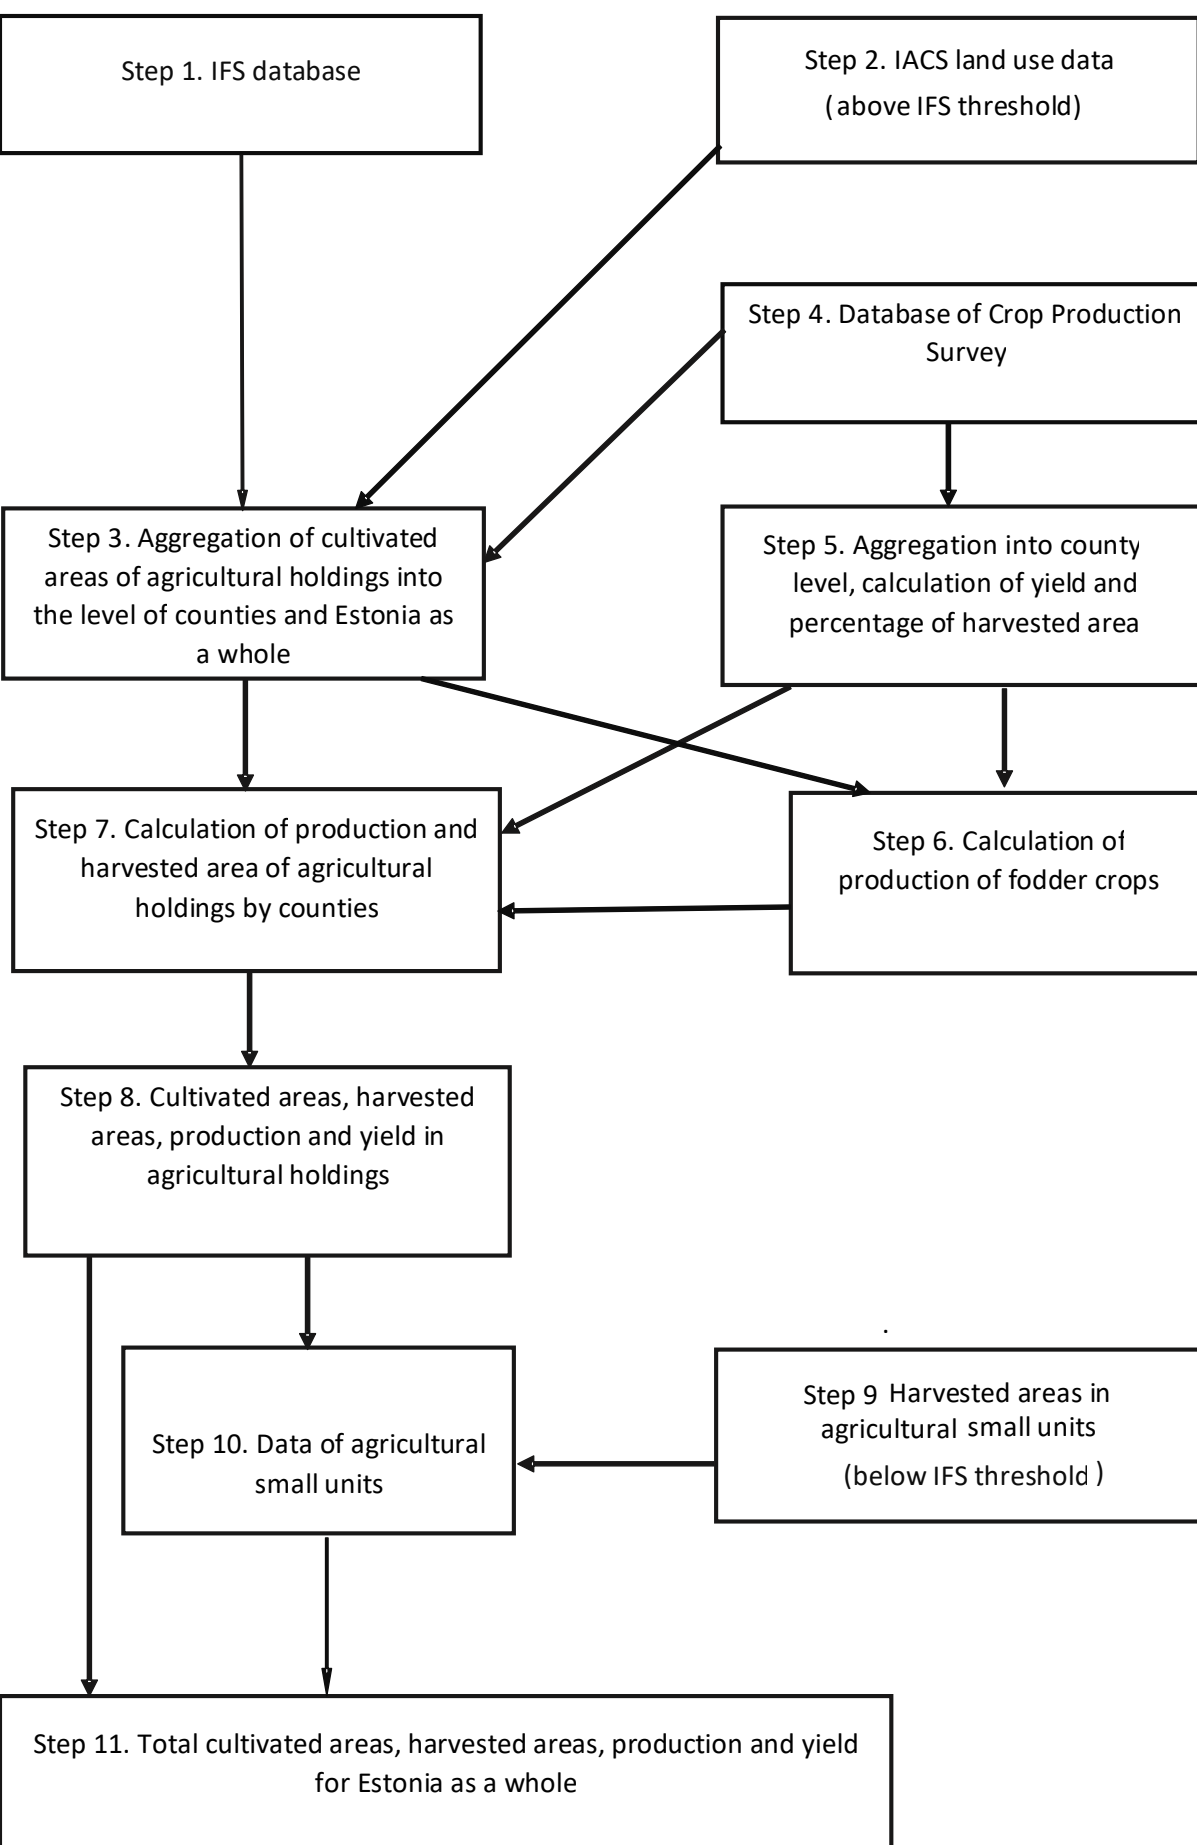 Step 1. IFS database
Step 2. IACS land use data
(above IFS threshold)
Step 4. Database of Crop Production
Survey
Step 3. Aggregation of cultivated
areas of agricultural holdings into
the level of counties and Estonia as
a whole
Step 5. Aggregation into county
level, calculation of yield and
percentage of harvested area
Step 7. Calculation of production and
harvested area of agricultural
holdings by counties
Step 6. Calculation of
production of fodder crops
Step 8. Cultivated areas, harvested
areas, production and yield in
agricultural holdings
.
Step 9 Harvested areas in
agricultural small units
(below IFS threshold )
Step 10. Data of agricultural
small units
Step 11. Total cultivated areas, harvested areas, production and yield
for Estonia as a whole